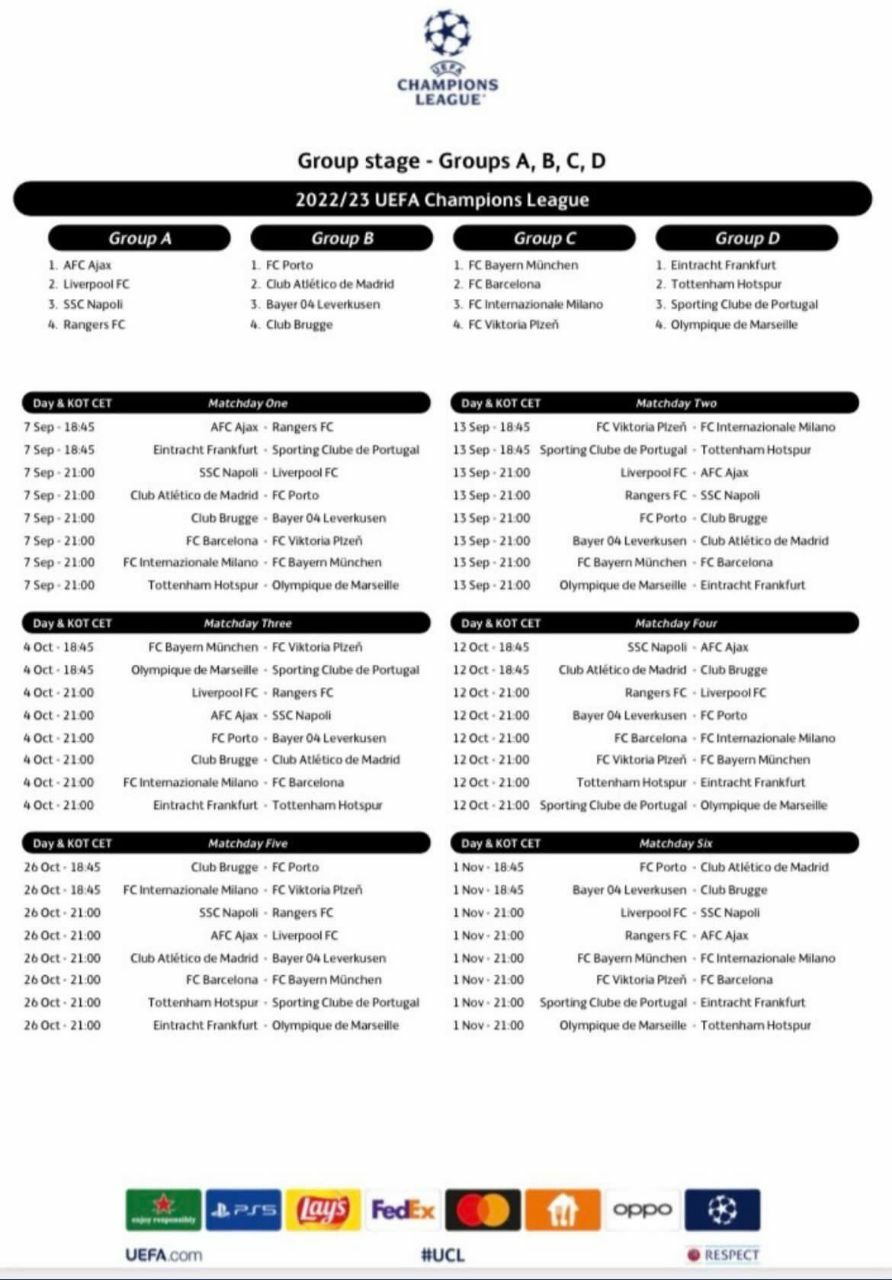 UEFA
CHAMPIONS
LEAGUE
Group stage - Groups A, B, C, D
2022/23 UEFA Champions League
Group A
1. AFC Ajax
2. Liverpool FC
3. SSC Napoli
4. Rangers FC
Group B
1. FC Porto
2. Club Atlético de Madrid
3. Bayer 04 Leverkusen
4. Club Brugge
Group C
1. FC Bayern München
2. FC Barcelona
3. FC Internazionale Milano
4. FC Viktoria Plzeň
Group D
1. Eintracht Frankfurt
2. Tottenham Hotspur
3. Sporting Clube de Portugal
4. Olympique de Marseille
Day & KOT CET Matchday One
7 Sep - 18:45 AFC Ajax - Rangers FC
7 Sep - 18:45 Eintracht Frankfurt - Sporting Clube de Portugal
7 Sep - 21:00 SSC Napoli - Liverpool FC
7 Sep - 21:00 Club Atlético de Madrid - FC Porto
7 Sep - 21:00 Club Brugge - Bayer 04 Leverkusen
7 Sep - 21:00 FC Barcelona - FC Viktoria Plzeň
7 Sep - 21:00 FC Internazionale Milano - FC Bayern München
7 Sep - 21:00 Tottenham Hotspur - Olympique de Marseille
Day & KOT CET Matchday Two
13 Sep - 18:45 FC Viktoria Plzeň - FC Internazionale Milano
13 Sep - 18:45 Sporting Clube de Portugal - Tottenham Hotspur
13 Sep - 21:00 Liverpool FC - AFC Ajax
13 Sep - 21:00 Rangers FC - SSC Napoli
13 Sep - 21:00 FC Porto - Club Brugge
13 Sep - 21:00 Bayer 04 Leverkusen - Club Atlético de Madrid
13 Sep - 21:00 FC Bayern München - FC Barcelona
13 Sep - 21:00 Olympique de Marseille - Eintracht Frankfurt
Day & KOT CET Matchday Three
4 Oct - 18:45 FC Bayern München - FC Viktoria Plzeň
4 Oct - 18:45 Olympique de Marseille - Sporting Clube de Portugal
4 Oct - 21:00 Liverpool FC - Rangers FC
4 Oct - 21:00 AFC Ajax - SSC Napoli
4 Oct - 21:00 FC Porto - Bayer 04 Leverkusen
4 Oct - 21:00 Club Brugge - Club Atlético de Madrid
4 Oct - 21:00 FC Internazionale Milano - FC Barcelona
4 Oct - 21:00 Eintracht Frankfurt - Tottenham Hotspur
Day & KOT CET Matchday Four
12 Oct - 18:45 SSC Napoli - AFC Ajax
12 Oct - 18:45 Club Atlético de Madrid - Club Brugge
12 Oct - 21:00 Rangers FC - Liverpool FC
12 Oct - 21:00 Bayer 04 Leverkusen - FC Porto
12 Oct - 21:00 FC Barcelona - FC Internazionale Milano
12 Oct - 21:00 FC Viktoria Plzeň - FC Bayern München
12 Oct - 21:00 Tottenham Hotspur - Eintracht Frankfurt
12 Oct - 21:00 Sporting Clube de Portugal - Olympique de Marseille
Day & KOT CET Matchday Five
26 Oct - 18:45 Club Brugge - FC Porto
26 Oct - 18:45 FC Internazionale Milano - FC Viktoria Plzeň
26 Oct - 21:00 SSC Napoli - Rangers FC
26 Oct - 21:00 AFC Ajax - Liverpool FC
26 Oct - 21:00 Club Atlético de Madrid - Bayer 04 Leverkusen
26 Oct - 21:00 FC Barcelona - FC Bayern München
26 Oct - 21:00 Tottenham Hotspur - Sporting Clube de Portugal
26 Oct - 21:00 Eintracht Frankfurt - Olympique de Marseille
Day & KOT CET Matchday Six
1 Nov - 18:45 FC Porto - Club Atlético de Madrid
1 Nov - 18:45 Bayer 04 Leverkusen - Club Brugge
1 Nov - 21:00 Liverpool FC - SSC Napoli
1 Nov - 21:00 Rangers FC - AFC Ajax
1 Nov - 21:00 FC Bayern München - FC Internazionale Milano
1 Nov - 21:00 FC Viktoria Plzeň - FC Barcelona
1 Nov - 21:00 Sporting Clube de Portugal - Eintracht Frankfurt
1 Nov - 21:00 Olympique de Marseille - Tottenham Hotspur
enjoy responsibly PS5 Lay's FedEx oppo
UEFA.com #UCL RESPECT